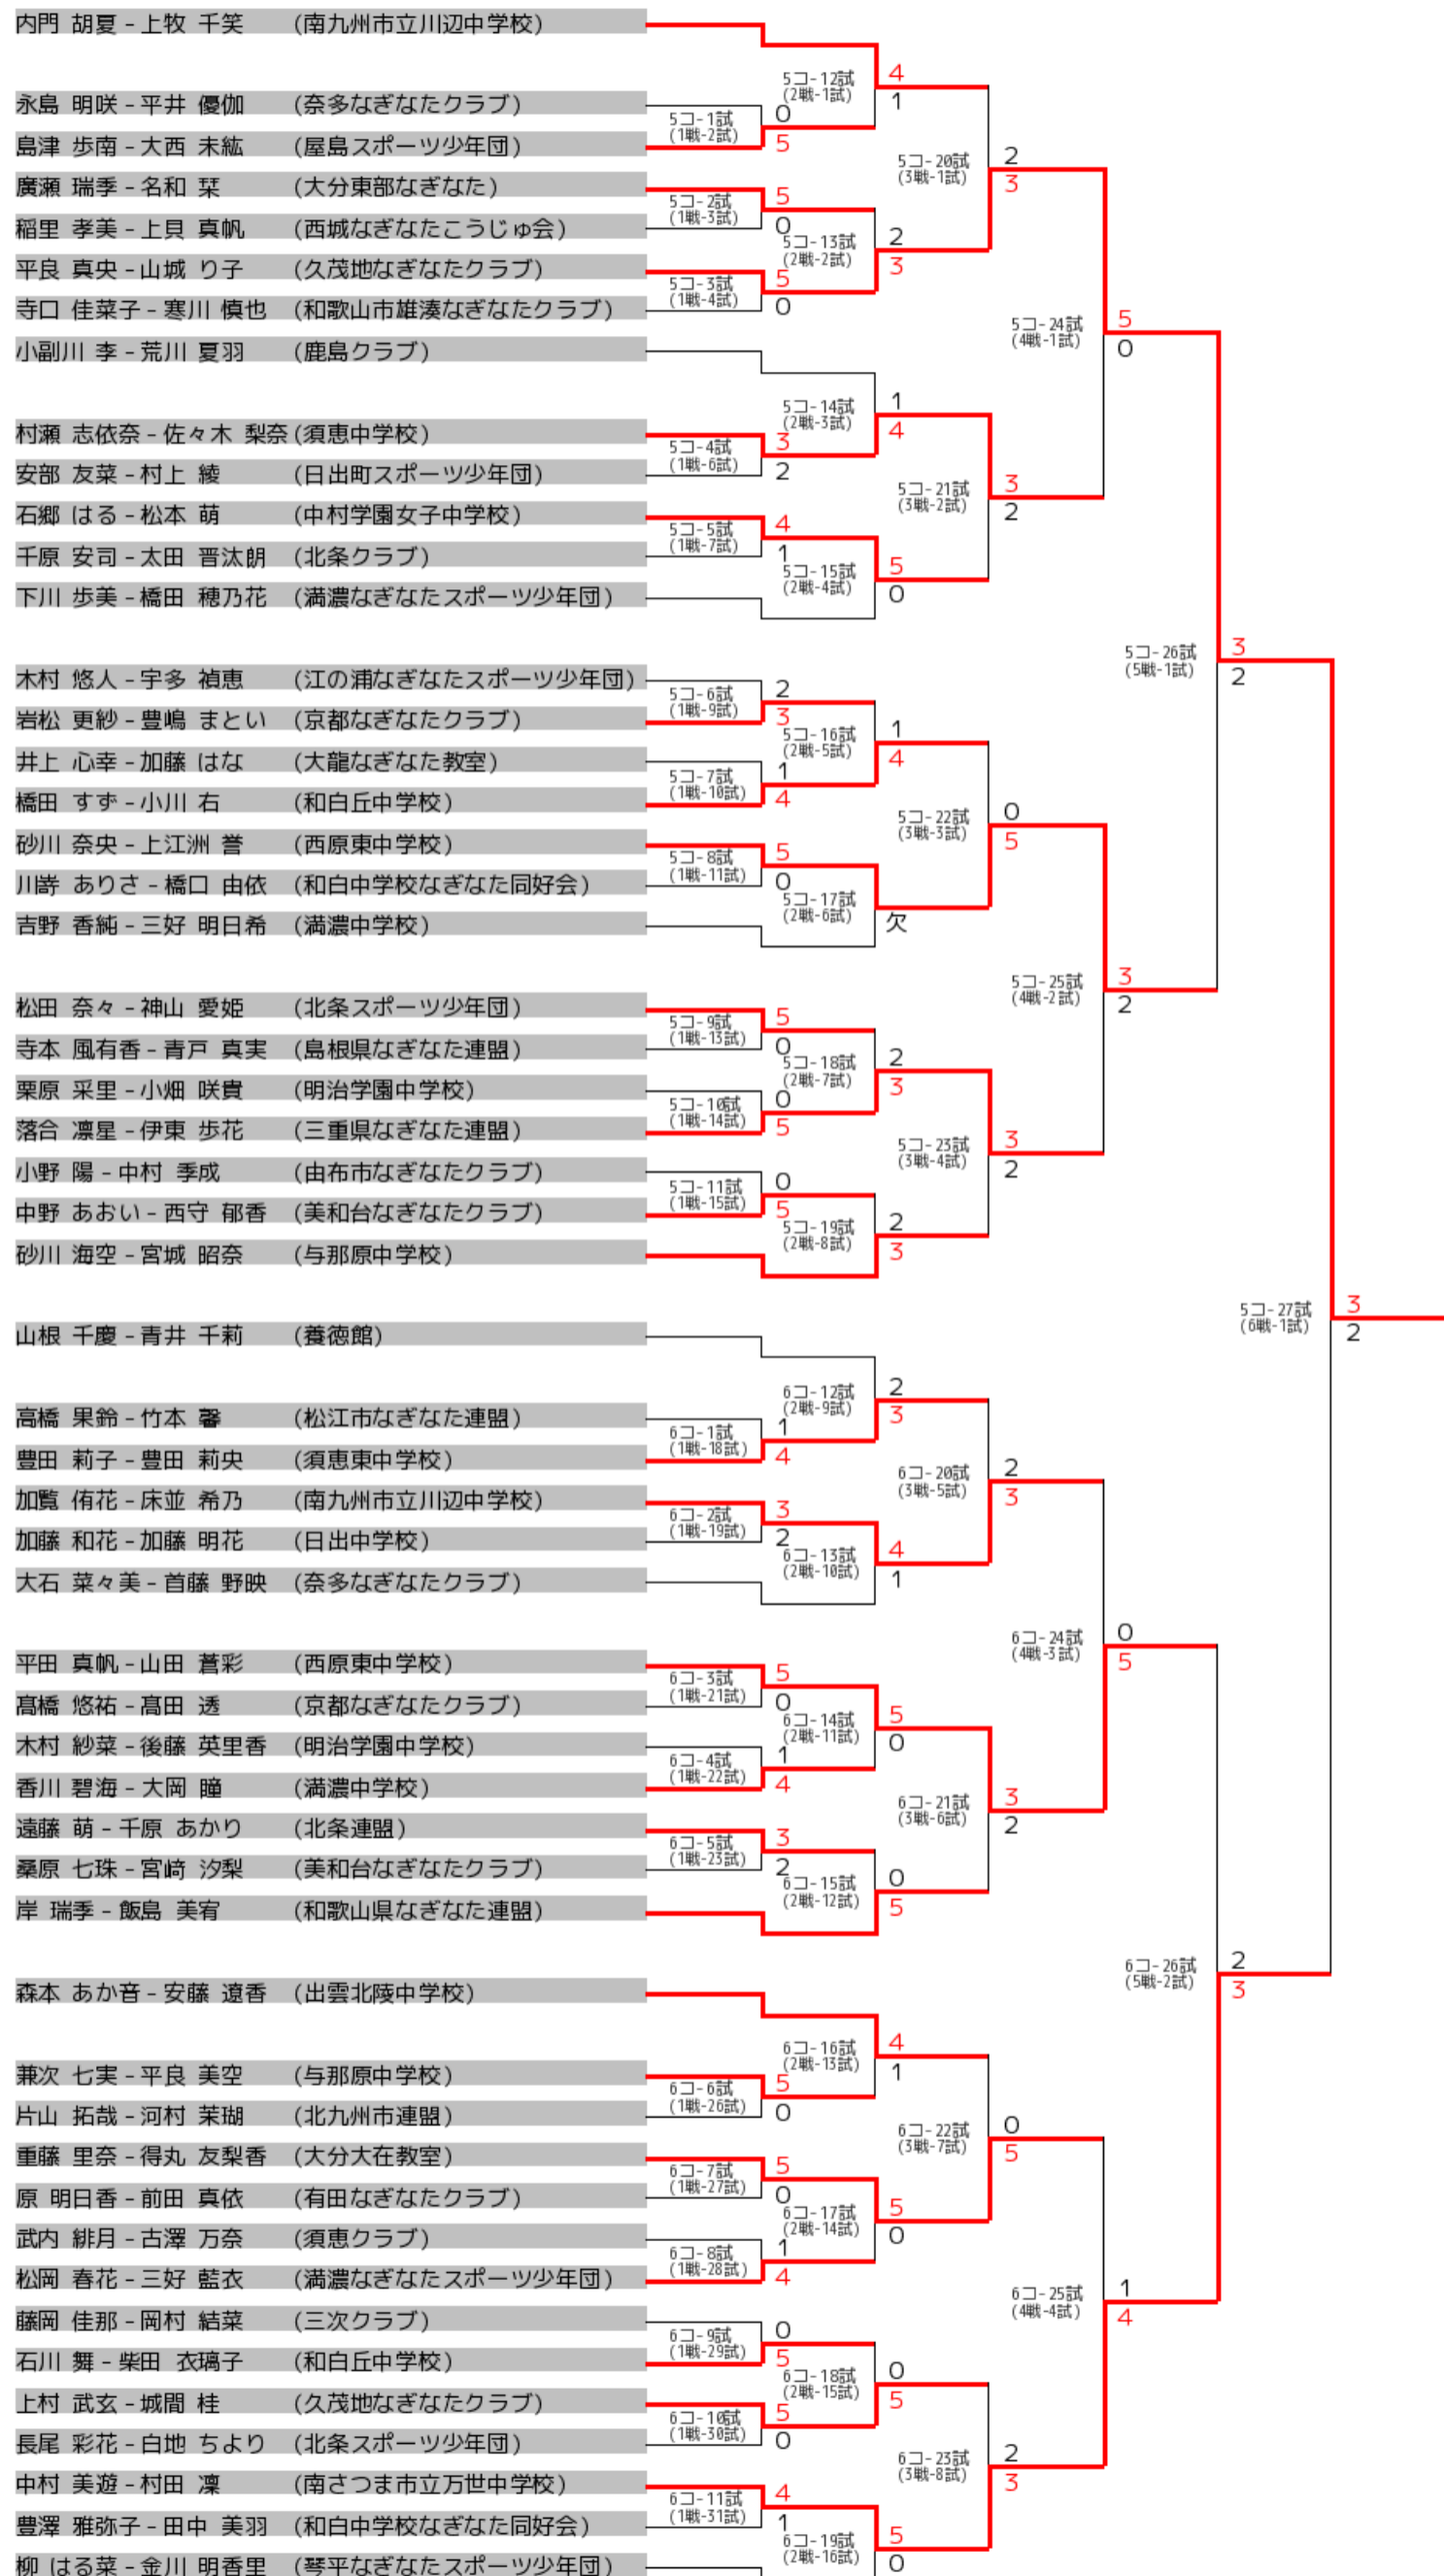 内門 胡夏 - 上牧 千笑 (南九州市立川辺中学校)
4
5コ-12試
(2戦-1試)
1
永島 明咲 - 平井 優伽 (奈多なぎなたクラブ)
0
5コ-1試
(1戦-2試)
島津 歩南 - 大西 未紘 (屋島スポーツ少年団)
5
2
5コ-20試
(3戦-1試)
3
廣瀬 瑞季 - 名和 栞 (大分東部なぎなた)
5
5コ-2試
(1戦-3試)
稲里 孝美 - 上貝 真帆 (西城なぎなたこうじゅ会)
0
2
5コ-13試
(2戦-2試)
3
平良 真央 - 山城 り子 (久茂地なぎなたクラブ)
5
5コ-3試
(1戦-4試)
寺口 佳菜子 - 寒川 慎也 (和歌山市雄湊なぎなたクラブ)
0
5
5コ-24試
(4戦-1試)
0
小副川 李 - 荒川 夏羽 (鹿島クラブ)
1
5コ-14試
(2戦-3試)
4
村瀬 志依奈 - 佐々木 梨奈 (須恵中学校)
3
5コ-4試
(1戦-6試)
安部 友菜 - 村上 綾 (日出町スポーツ少年団)
2
3
5コ-21試
(3戦-2試)
2
石郷 はる - 松本 萌 (中村学園女子中学校)
4
5コ-5試
(1戦-7試)
千原 安司 - 太田 晋汰朗 (北条クラブ)
1
5
5コ-15試
(2戦-4試)
0
下川 歩美 - 橋田 穂乃花 (満濃なぎなたスポーツ少年団)
3
5コ-26試
(5戦-1試)
2
木村 悠人 - 宇多 禎恵 (江の浦なぎなたスポーツ少年団)
2
5コ-6試
(1戦-9試)
岩松 更紗 - 豊嶋 まとい (京都なぎなたクラブ)
3
1
5コ-16試
(2戦-5試)
4
井上 心幸 - 加藤 はな (大龍なぎなた教室)
1
5コ-7試
(1戦-10試)
橋田 すず - 小川 右 (和白丘中学校)
4
0
5コ-22試
(3戦-3試)
5
砂川 奈央 - 上江洲 誉 (西原東中学校)
5
5コ-8試
(1戦-11試)
川嵜 ありさ - 橋口 由依 (和白中学校なぎなた同好会)
0
5コ-17試
(2戦-6試)
欠
吉野 香純 - 三好 明日希 (満濃中学校)
3
5コ-25試
(4戦-2試)
2
松田 奈々 - 神山 愛姫 (北条スポーツ少年団)
5
5コ-9試
(1戦-13試)
寺本 風有香 - 青戸 真実 (島根県なぎなた連盟)
0
2
5コ-18試
(2戦-7試)
3
栗原 采里 - 小畑 咲貴 (明治学園中学校)
0
5コ-10試
(1戦-14試)
落合 凛星 - 伊東 歩花 (三重県なぎなた連盟)
5
3
5コ-23試
(3戦-4試)
2
小野 陽 - 中村 季成 (由布市なぎなたクラブ)
0
5コ-11試
(1戦-15試)
中野 あおい - 西守 郁香 (美和台なぎなたクラブ)
5
2
5コ-19試
(2戦-8試)
3
砂川 海空 - 宮城 昭奈 (与那原中学校)
3
5コ-27試
(6戦-1試)
2
山根 千慶 - 青井 千莉 (養徳館)
2
6コ-12試
(2戦-9試)
3
高橋 果鈴 - 竹本 馨 (松江市なぎなた連盟)
1
6コ-1試
(1戦-18試)
豊田 莉子 - 豊田 莉央 (須恵東中学校)
4
2
6コ-20試
(3戦-5試)
3
加覧 侑花 - 床並 希乃 (南九州市立川辺中学校)
3
6コ-2試
(1戦-19試)
加藤 和花 - 加藤 明花 (日出中学校)
2
4
6コ-13試
(2戦-10試)
1
大石 菜々美 - 首藤 野映 (奈多なぎなたクラブ)
0
6コ-24試
(4戦-3試)
5
平田 真帆 - 山田 蒼彩 (西原東中学校)
5
6コ-3試
(1戦-21試)
髙橋 悠祐 - 髙田 透 (京都なぎなたクラブ)
0
5
6コ-14試
(2戦-11試)
0
木村 紗菜 - 後藤 英里香 (明治学園中学校)
1
6コ-4試
(1戦-22試)
香川 碧海 - 大岡 瞳 (満濃中学校)
4
3
6コ-21試
(3戦-6試)
2
遠藤 萌 - 千原 あかり (北条連盟)
3
6コ-5試
(1戦-23試)
桑原 七珠 - 宮﨑 汐梨 (美和台なぎなたクラブ)
2
0
6コ-15試
(2戦-12試)
5
岸 瑞季 - 飯島 美宥 (和歌山県なぎなた連盟)
2
6コ-26試
(5戦-2試)
3
森本 あか音 - 安藤 遼香 (出雲北陵中学校)
4
6コ-16試
(2戦-13試)
1
兼次 七実 - 平良 美空 (与那原中学校)
5
6コ-6試
(1戦-26試)
片山 拓哉 - 河村 茉瑚 (北九州市連盟)
0
0
6コ-22試
(3戦-7試)
5
重藤 里奈 - 得丸 友梨香 (大分大在教室)
5
6コ-7試
(1戦-27試)
原 明日香 - 前田 真依 (有田なぎなたクラブ)
0
5
6コ-17試
(2戦-14試)
0
武内 緋月 - 古澤 万奈 (須恵クラブ)
1
6コ-8試
(1戦-28試)
松岡 春花 - 三好 藍衣 (満濃なぎなたスポーツ少年団)
4
1
6コ-25試
(4戦-4試)
4
藤岡 佳那 - 岡村 結菜 (三次クラブ)
0
6コ-9試
(1戦-29試)
石川 舞 - 柴田 衣璃子 (和白丘中学校)
5
0
6コ-18試
(2戦-15試)
5
上村 武玄 - 城間 桂 (久茂地なぎなたクラブ)
5
6コ-10試
(1戦-30試)
長尾 彩花 - 白地 ちより (北条スポーツ少年団)
0
2
6コ-23試
(3戦-8試)
3
中村 美遊 - 村田 凜 (南さつま市立万世中学校)
4
6コ-11試
(1戦-31試)
豊澤 雅弥子 - 田中 美羽 (和白中学校なぎなた同好会)
1
5
6コ-19試
(2戦-16試)
0
柳 はる菜 - 金川 明香里 (琴平なぎなたスポーツ少年団)